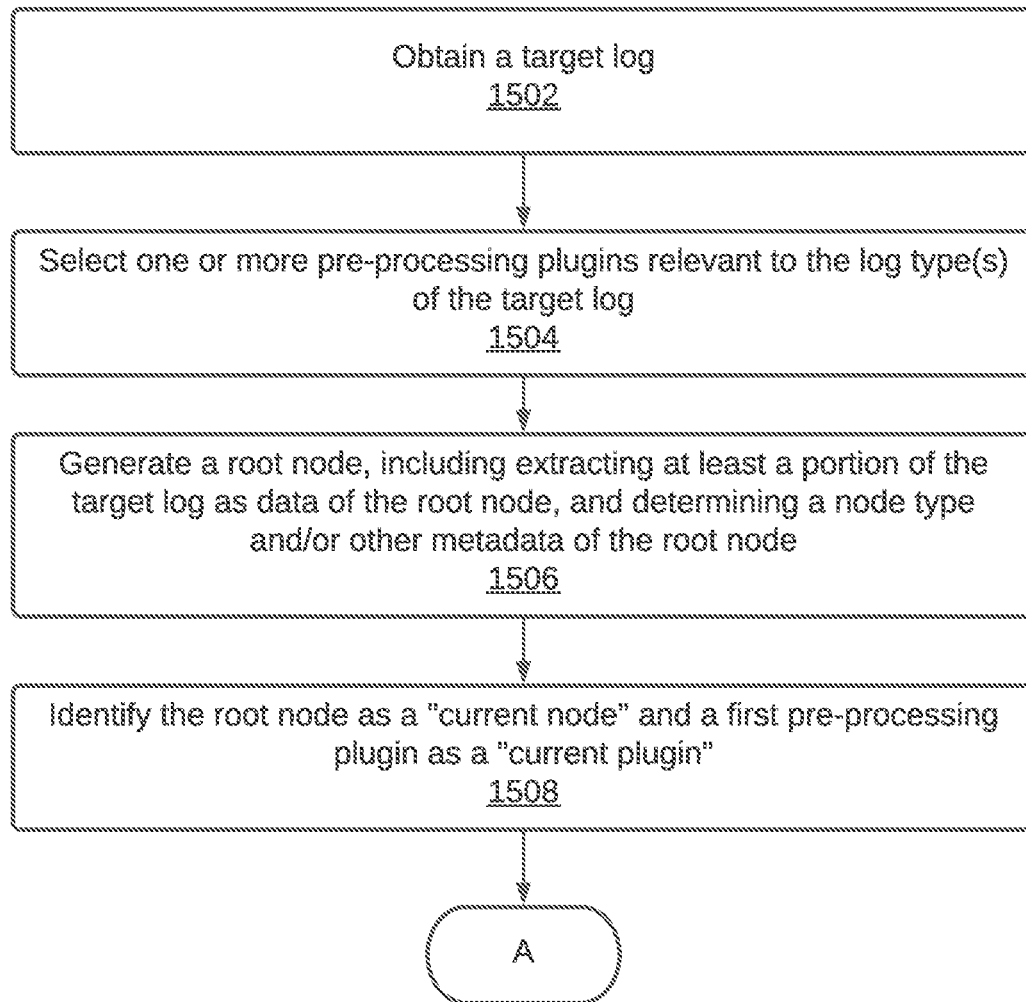 Obtain a target log
1502
Select one or more pre-processing plugins relevant to the log type(s)
of the target log
1504
Generate a root node, including extracting at least a portion of the
target log as data of the root node, and determining a node type
and/or other metadata of the root node
1506
Identify the root node as a "current node" and a first pre-processing
plugin as a "current plugin"
1508
A